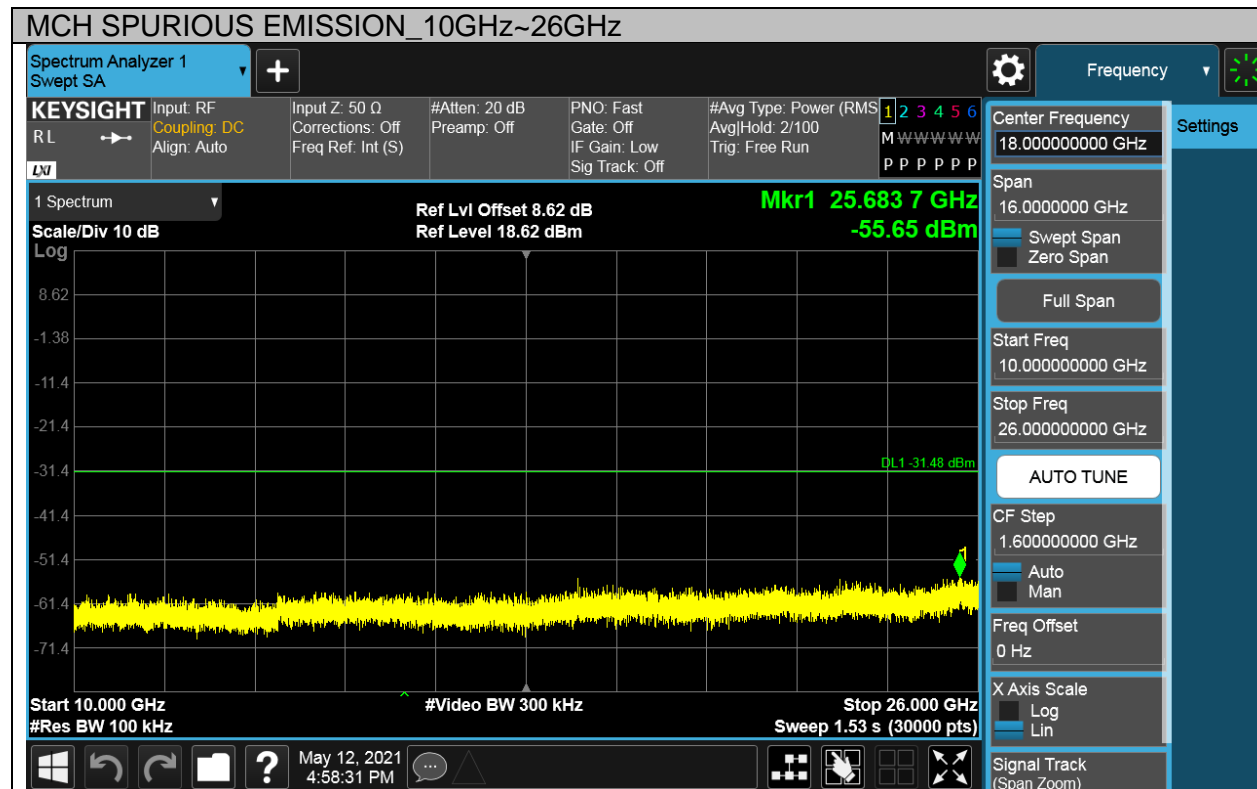 MCH SPURIOUS EMISSION_10GHz~26GHz
Spectrum Analyzer 1
Swept SA
+
Frequency
KEYSIGHT
RL
LXI
Input: RF
Coupling: DC
Align: Auto
Input Z: 50 Ω
Corrections: Off
Freq Ref: Int (S)
#Atten: 20 dB
Preamp: Off
PNO: Fast
Gate: Off
IF Gain: Low
Sig Track: Off
#Avg Type: Power (RMS
Avg|Hold: 2/100
Trig: Free Run
1 2 3 4 5 6
M W W W W W
P P P P P P
1 Spectrum
Scale/Div 10 dB
Ref Lvl Offset 8.62 dB
Ref Level 18.62 dBm
Mkr1 25.683 7 GHz
-55.65 dBm
Log
8.62
-1.38
-11.4
-21.4
-31.4
DL1 -31.48 dBm
-41.4
-51.4
1
-61.4
-71.4
Start 10.000 GHz
#Video BW 300 kHz
Stop 26.000 GHz
#Res BW 100 kHz
Sweep 1.53 s (30000 pts)
?
May 12, 2021
4:58:31 PM
Center Frequency
18.000000000 GHz
Settings
Span
16.0000000 GHz
Swept Span
Zero Span
Full Span
Start Freq
10.000000000 GHz
Stop Freq
26.000000000 GHz
AUTO TUNE
CF Step
1.600000000 GHz
Auto
Man
Freq Offset
0 Hz
X Axis Scale
Log
Lin
Signal Track
(Span Zoom)